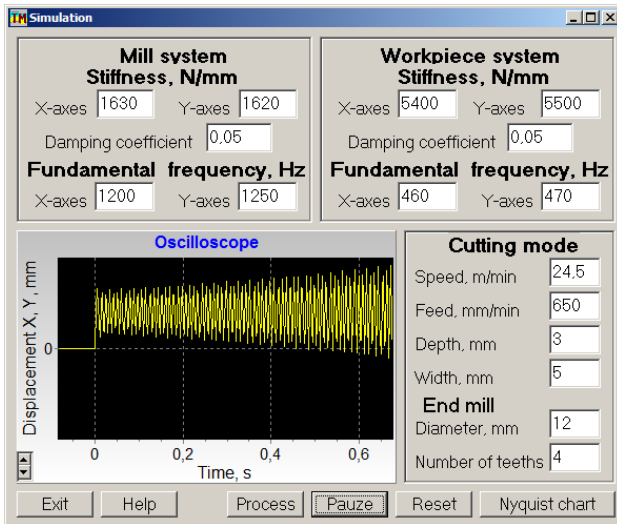 TM Simulation
Mill system
Stiffness, N/mm
X-axes 1630 Y-axes 1620
Damping coefficient 0,05
Fundamental frequency, Hz
X-axes 1200 Y-axes 1250
Workpiece system
Stiffness, N/mm
X-axes 5400 Y-axes 5500
Damping coefficient 0,05
Fundamental frequency, Hz
X-axes 460 Y-axes 470
Oscilloscope
Displacement X, Y, mm
0
0 0,2 0,4 0,6
Time, s
Cutting mode
Speed, m/min 24,5
Feed, mm/min 650
Depth, mm 3
Width, mm 5
End mill
Diameter, mm 12
Number of teeths 4
Exit Help Process Pauze Reset Nyquist chart